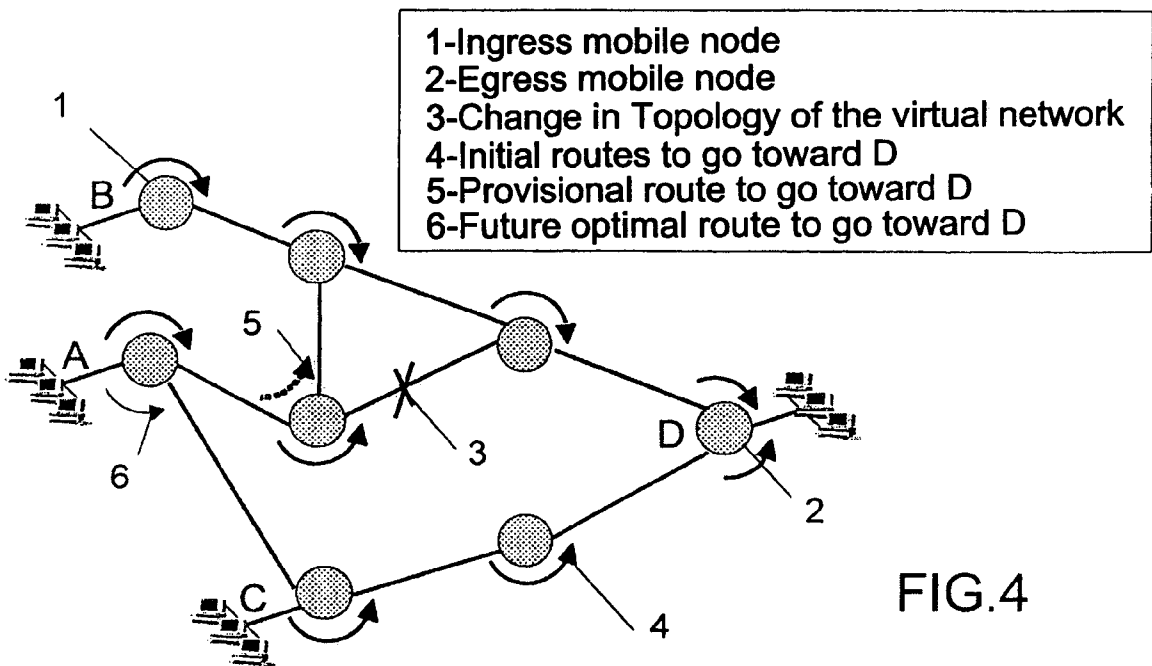 1-Ingress mobile node
2-Egress mobile node
3-Change in Topology of the virtual network
4-Initial routes to go toward D
5-Provisional route to go toward D
6-Future optimal route to go toward D
1
B
5
A
3
6
D
2
C
4
FIG.4